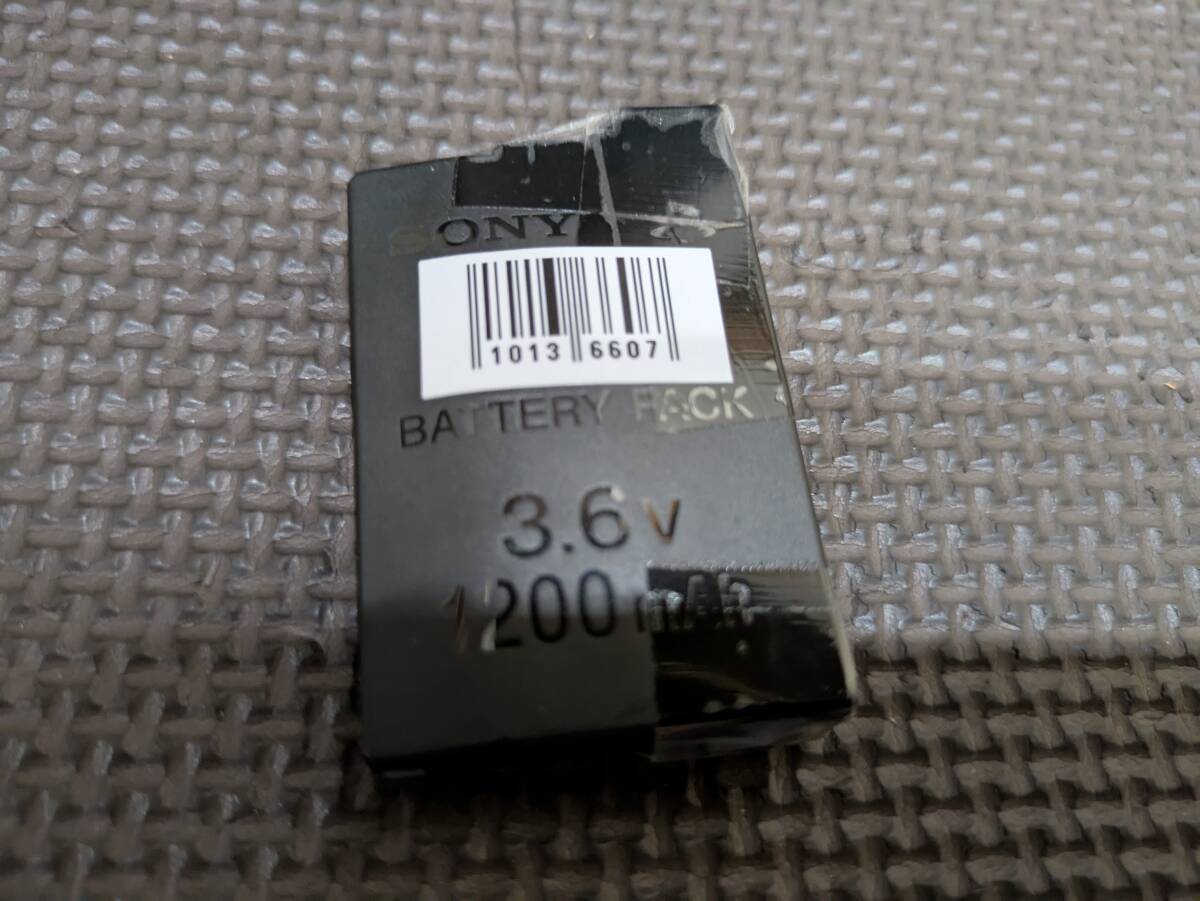 SONY
1013 6607
BATTERY PACK
3.6V
1200mAh